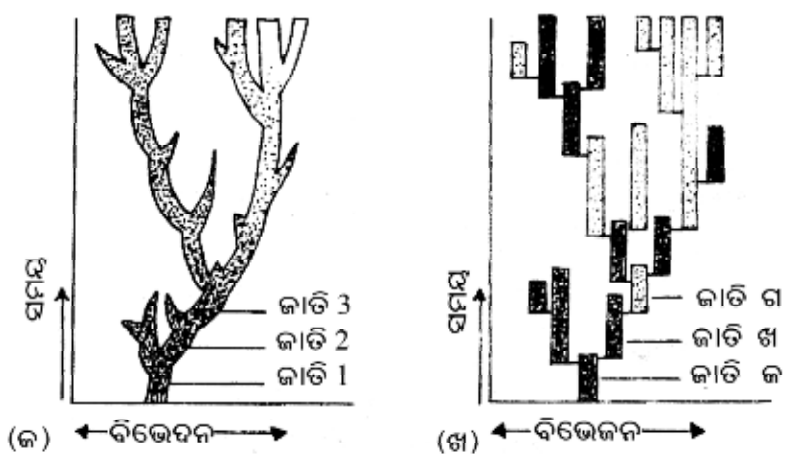 ସମୟ
ଜାତି 3
ଜାତି 2
ଜାତି 1
(କ)
ବିଭେଦନ
ସମୟ
ଜାତି ଗ
ଜାତି ଖ
ଜାତି କ
(ଖ)
ବିଭେଜନ